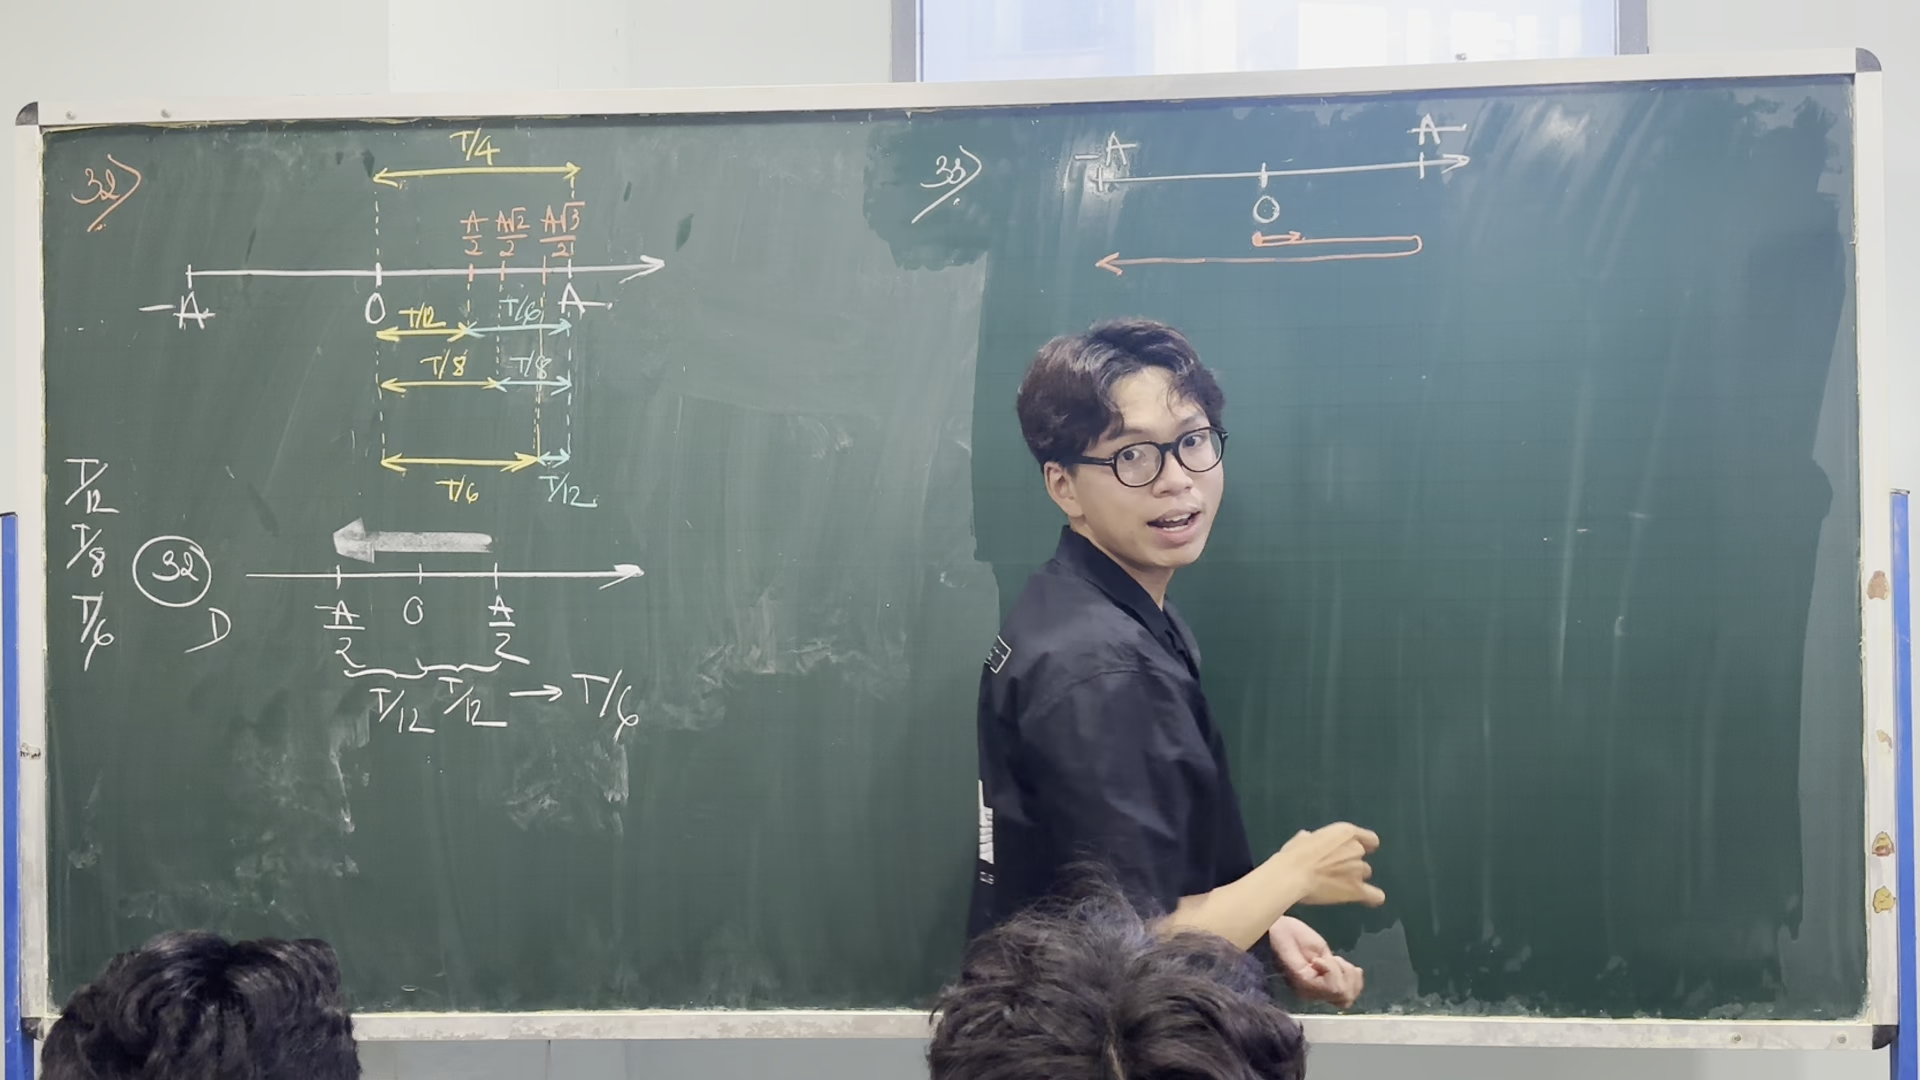 32)
T/4
A/2 A√2/2 A√3/2
-A O A
T/12 T/6
T/8 T/8
T/6 T/12
T/12
T/8
T/6
32
D
-A/2 O A/2
T/12 T/12 → T/6
33)
-A O A